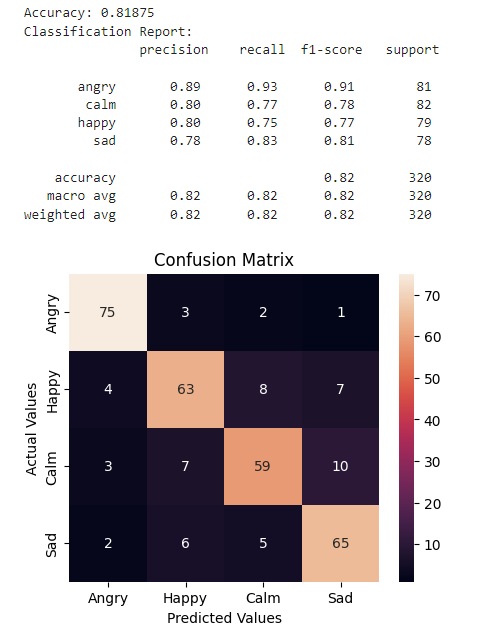 Accuracy: 0.81875
Classification Report:
precision recall f1-score support
angry 0.89 0.93 0.91 81
calm 0.80 0.77 0.78 82
happy 0.80 0.75 0.77 79
sad 0.78 0.83 0.81 78
accuracy 0.82 320
macro avg 0.82 0.82 0.82 320
weighted avg 0.82 0.82 0.82 320
Confusion Matrix
Actual Values
Angry 75 3 2 1
Happy 4 63 8 7
Calm 3 7 59 10
Sad 2 6 5 65
Angry Happy Calm Sad
Predicted Values
70
60
50
40
30
20
10